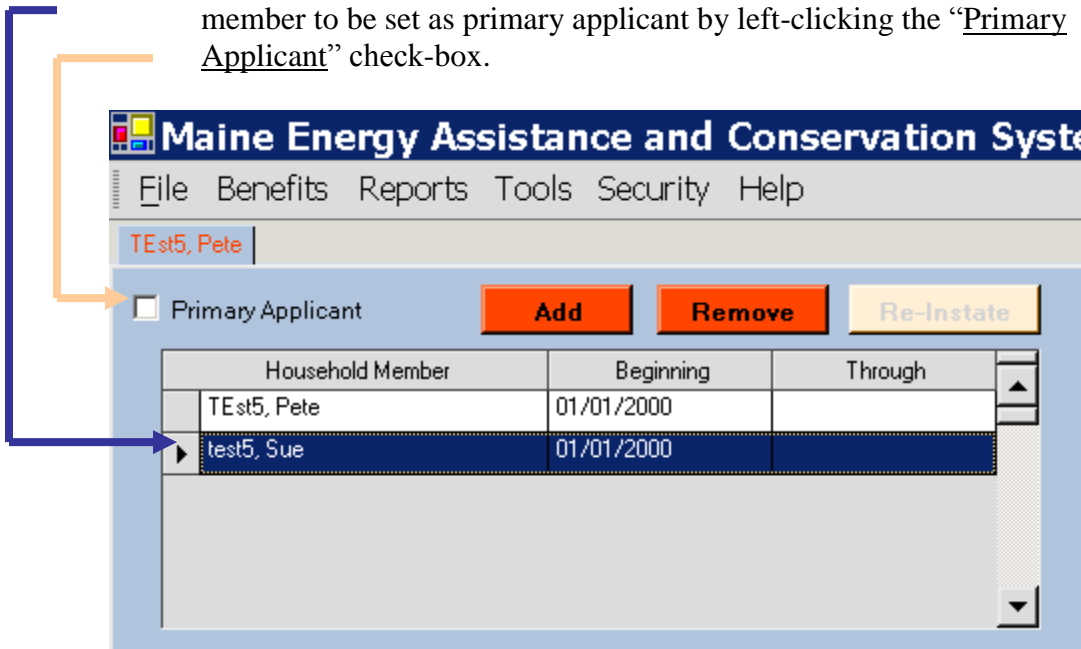 member to be set as primary applicant by left-clicking the “Primary
Applicant” check-box.
Maine Energy Assistance and Conservation Syste
File Benefits Reports Tools Security Help
TEst5, Pete
Primary Applicant Add Remove Re-Instate
Household Member Beginning Through
TEst5, Pete 01/01/2000
test5, Sue 01/01/2000